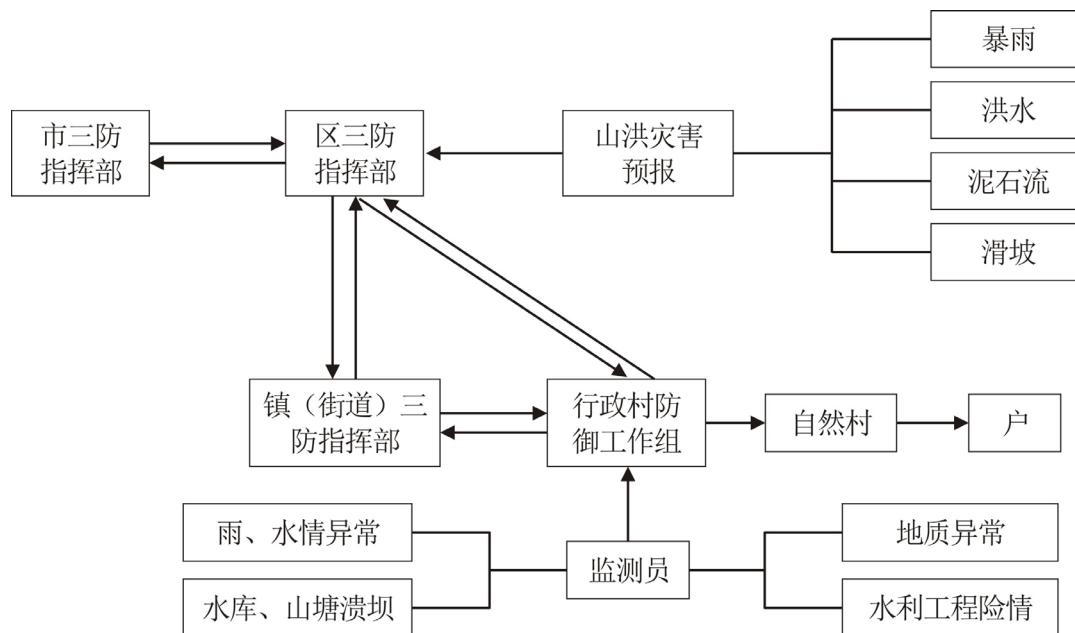 暴雨
市三防
指挥部
区三防
指挥部
山洪灾害
预报
洪水
泥石流
滑坡
镇（街道）三
防指挥部
行政村防
御工作组
自然村
户
雨、水情异常
地质异常
监测员
水库、山塘溃坝
水利工程险情